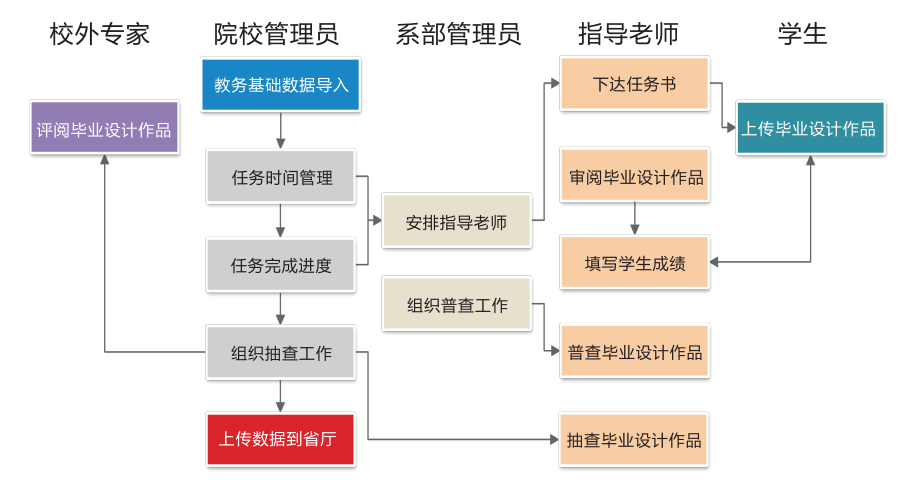 校外专家
院校管理员
系部管理员
指导老师
学生
教务基础数据导入
下达任务书
评阅毕业设计作品
上传毕业设计作品
任务时间管理
审阅毕业设计作品
安排指导老师
任务完成进度
填写学生成绩
组织普查工作
组织抽查工作
普查毕业设计作品
上传数据到省厅
抽查毕业设计作品